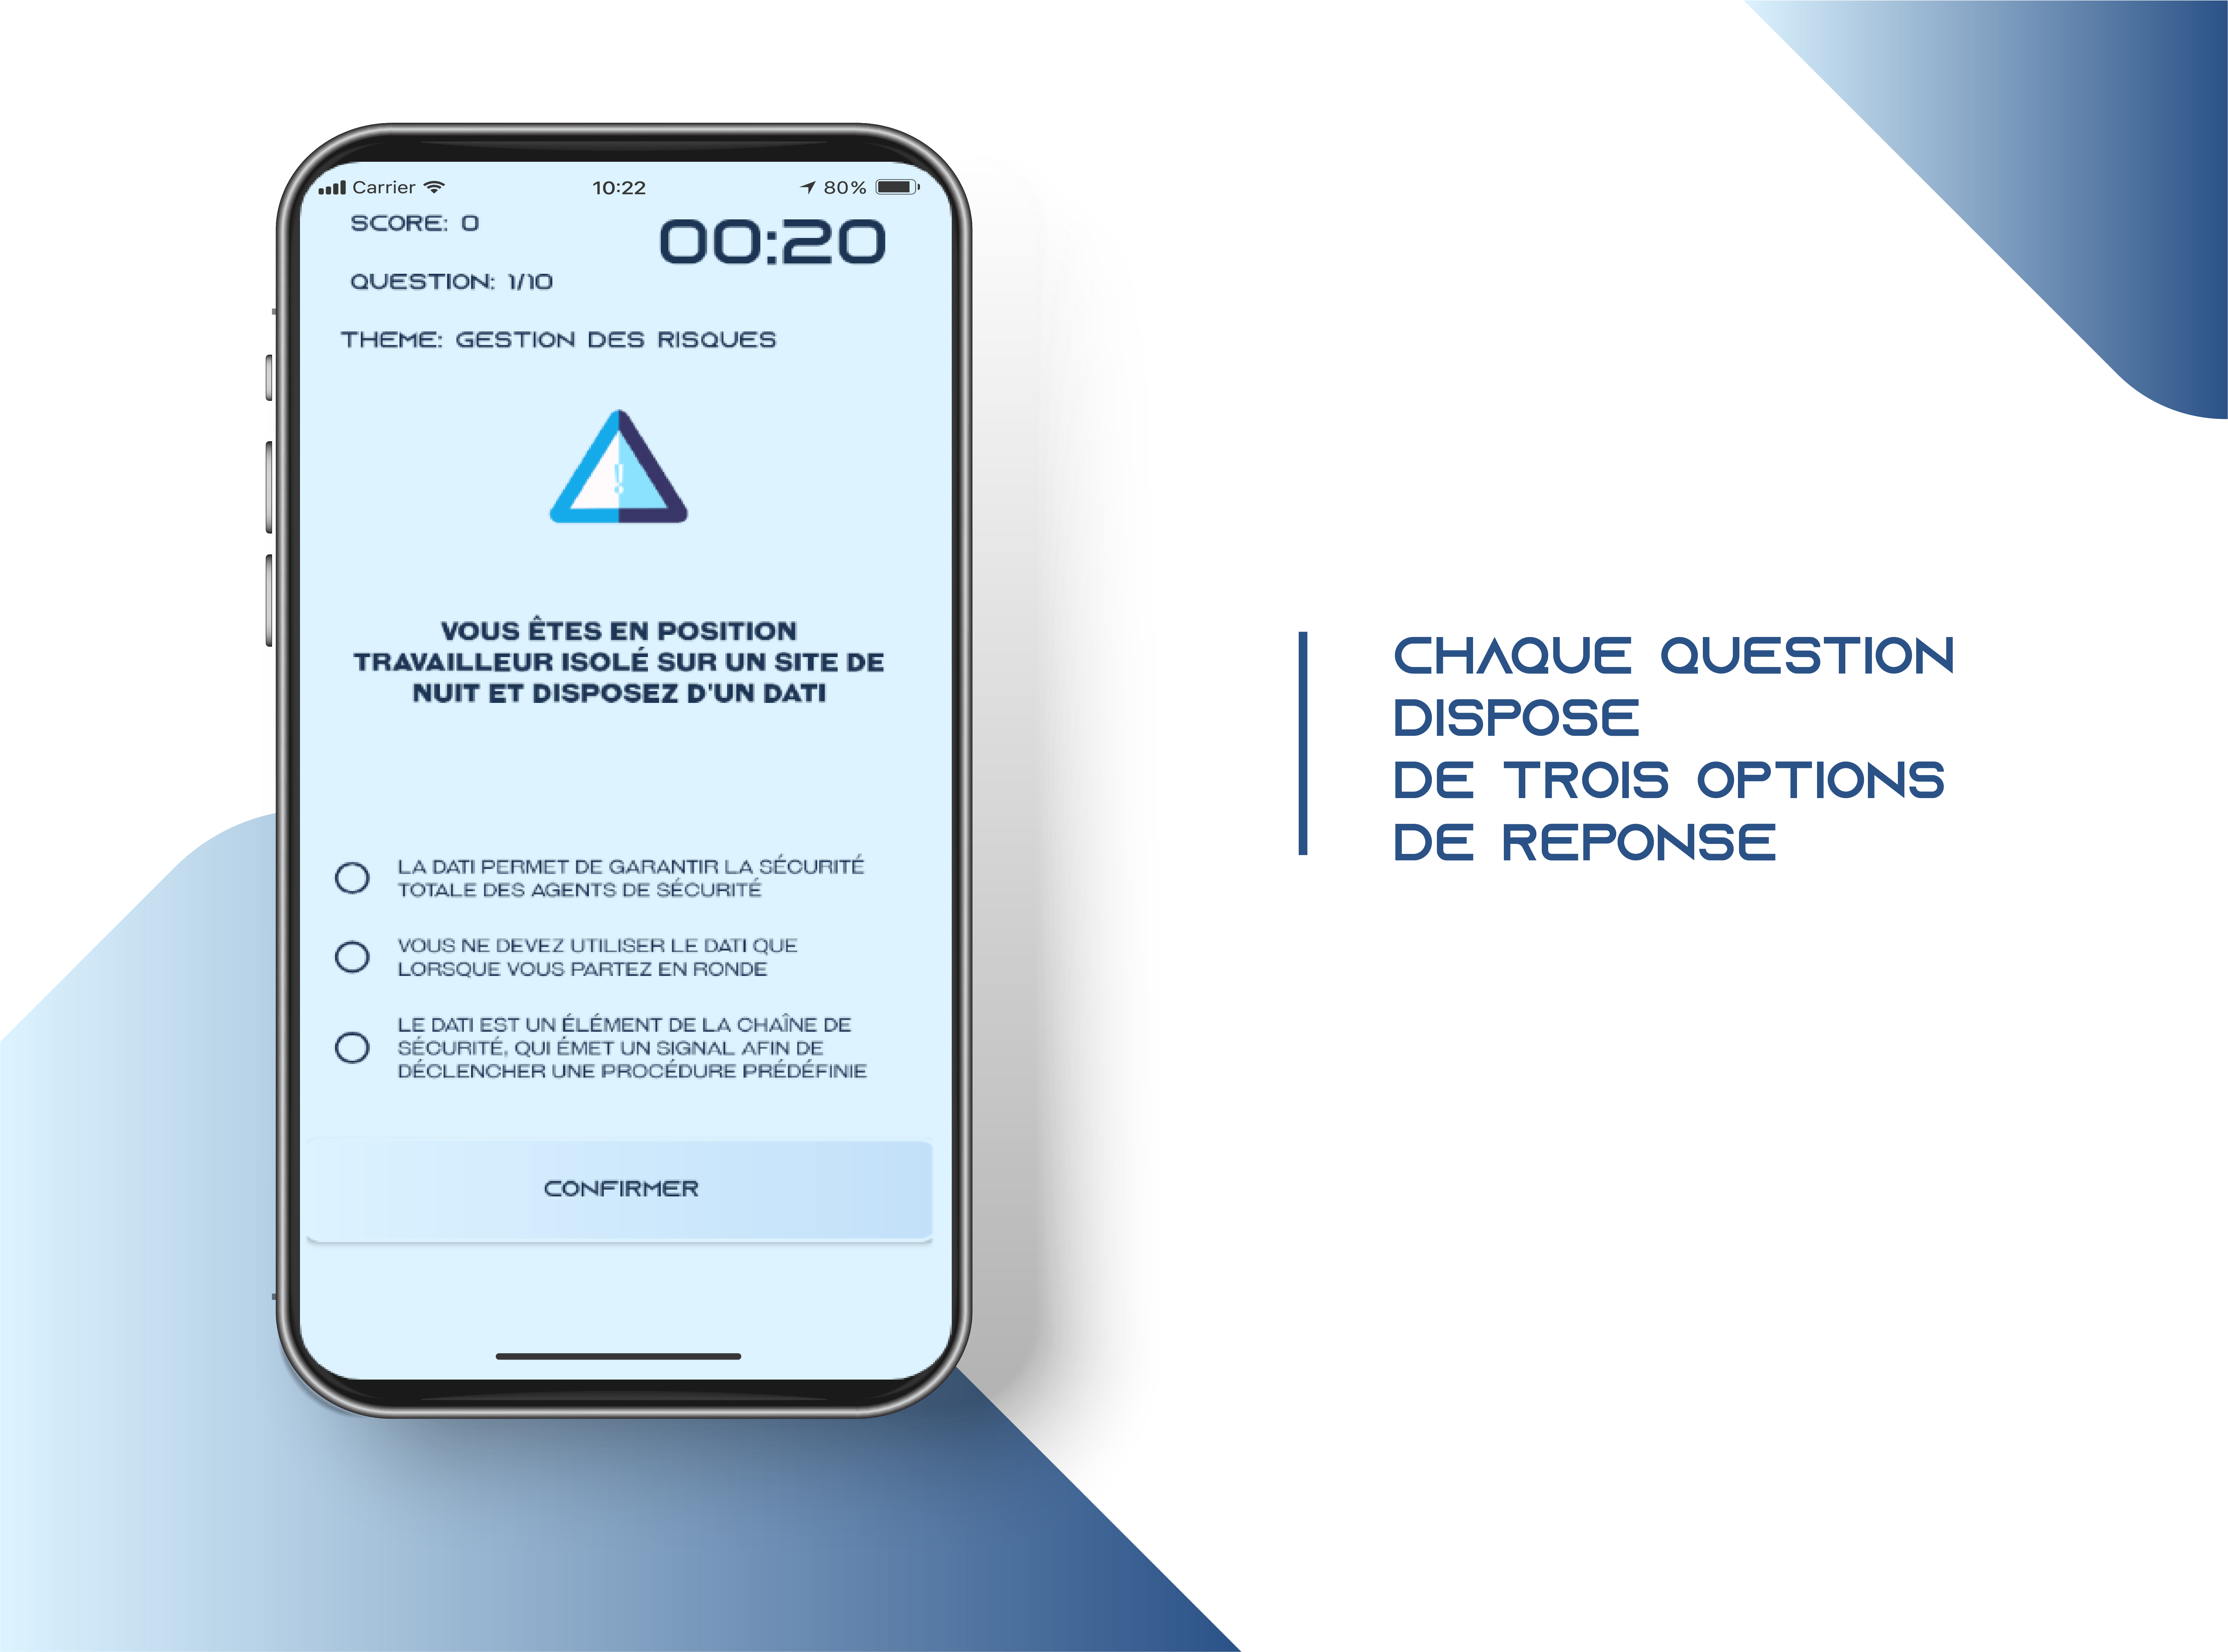 Carrier 10:22 80%
SCORE: 0
00:20
QUESTION: 1/10
THEME: GESTION DES RISQUES
!
VOUS ÊTES EN POSITION
TRAVAILLEUR ISOLÉ SUR UN SITE DE
NUIT ET DISPOSEZ D'UN DATI
LA DATI PERMET DE GARANTIR LA SÉCURITÉ
TOTALE DES AGENTS DE SÉCURITÉ
VOUS NE DEVEZ UTILISER LE DATI QUE
LORSQUE VOUS PARTEZ EN RONDE
LE DATI EST UN ÉLÉMENT DE LA CHAÎNE DE
SÉCURITÉ, QUI ÉMET UN SIGNAL AFIN DE
DÉCLENCHER UNE PROCÉDURE PRÉDÉFINIE
CONFIRMER
CHAQUE QUESTION
DISPOSE
DE TROIS OPTIONS
DE REPONSE